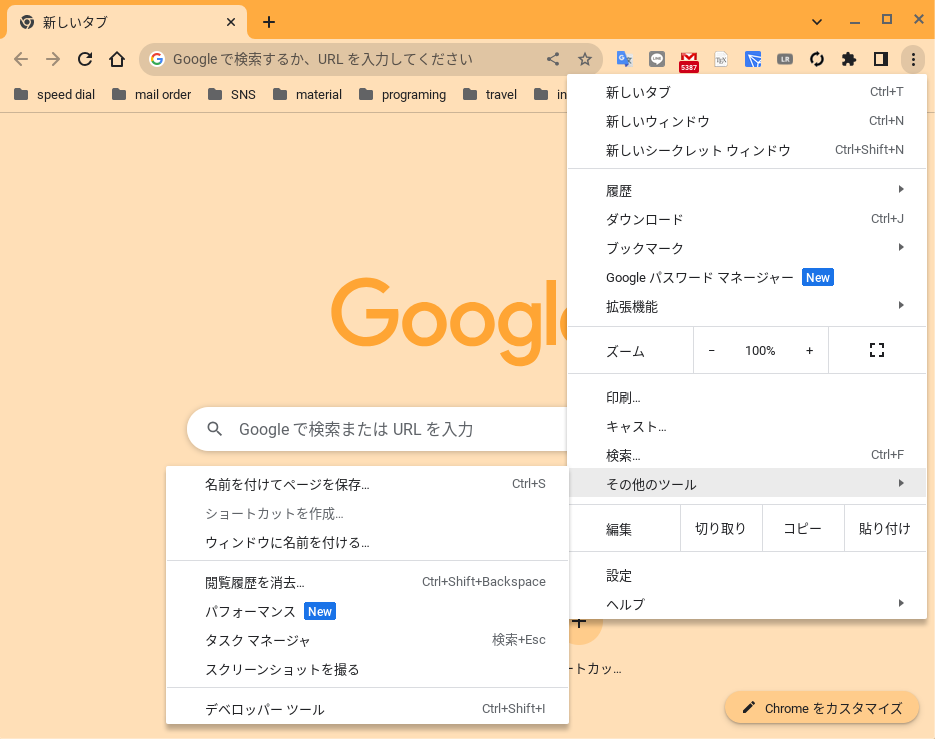 新しいタブ
Google で検索するか、URL を入力してください
5387
LR
speed dial
mail order
SNS
material
programing
travel
in
新しいタブ Ctrl+T
新しいウィンドウ Ctrl+N
新しいシークレット ウィンドウ Ctrl+Shift+N
履歴
ダウンロード Ctrl+J
ブックマーク
Google パスワード マネージャー New
拡張機能
ズーム - 100% +
印刷...
キャスト...
検索... Ctrl+F
その他のツール
編集 切り取り コピー 貼り付け
設定
ヘルプ
Google
Google で検索または URL を入力
名前を付けてページを保存... Ctrl+S
ショートカットを作成...
ウィンドウに名前を付ける...
閲覧履歴を消去... Ctrl+Shift+Backspace
パフォーマンス New
タスク マネージャ 検索+Esc
スクリーンショットを撮る
デベロッパー ツール Ctrl+Shift+I
ートカッ...
Chrome をカスタマイズ